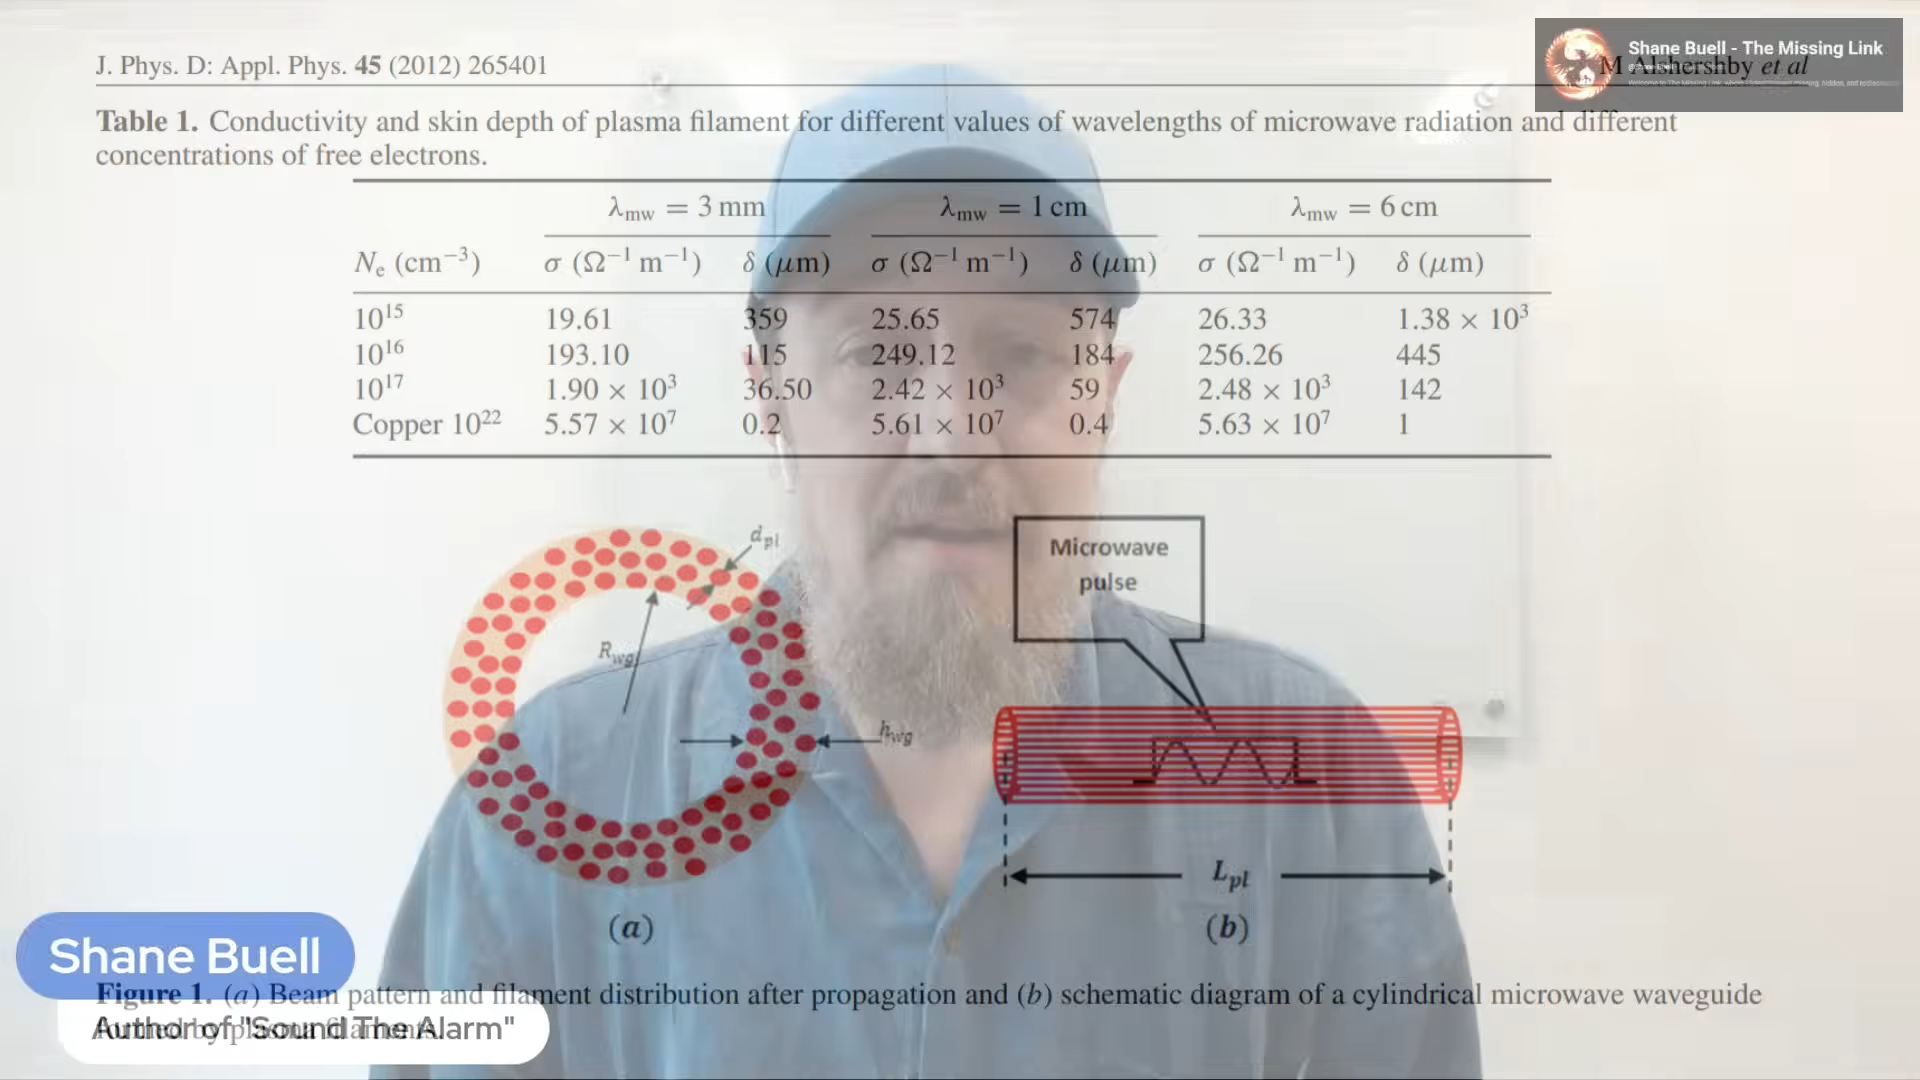 J. Phys. D: Appl. Phys. 45 (2012) 265401
Shane Buell - The Missing Link
M Alshershby et al
Table 1. Conductivity and skin depth of plasma filament for different values of wavelengths of microwave radiation and different
concentrations of free electrons.
λmw = 3 mm λmw = 1 cm λmw = 6 cm
Ne (cm⁻³) σ (Ω⁻¹ m⁻¹) δ (μm) σ (Ω⁻¹ m⁻¹) δ (μm) σ (Ω⁻¹ m⁻¹) δ (μm)
10¹⁵ 19.61 359 25.65 574 26.33 1.38 × 10³
10¹⁶ 193.10 115 249.12 184 256.26 445
10¹⁷ 1.90 × 10³ 36.50 2.42 × 10³ 59 2.48 × 10³ 142
Copper 10²² 5.57 × 10⁷ 0.2 5.61 × 10⁷ 0.4 5.63 × 10⁷ 1
dpl
Microwave
pulse
Rwg
hwg
Lpl
(a) (b)
Shane Buell
Figure 1. (a) Beam pattern and filament distribution after propagation and (b) schematic diagram of a cylindrical microwave waveguide
Author of "Sound The Alarm"